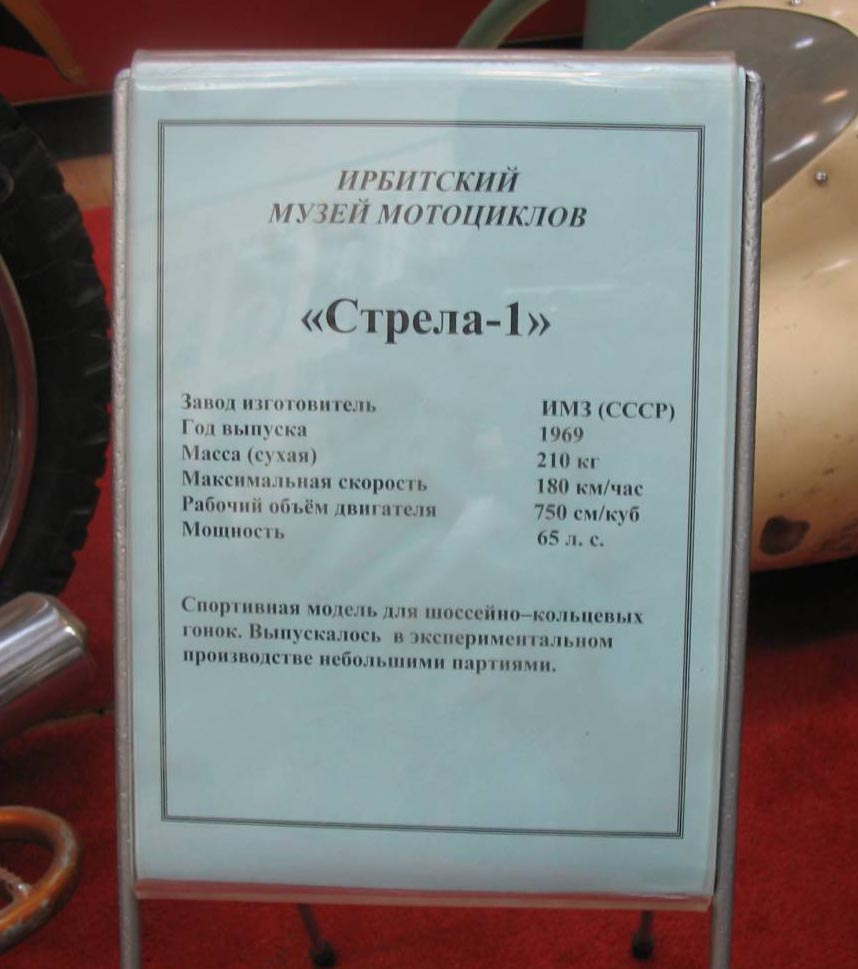 ИРБИТСКИЙ
МУЗЕЙ МОТОЦИКЛОВ
«Стрела-1»
Завод изготовитель ИМЗ (СССР)
Год выпуска 1969
Масса (сухая) 210 кг
Максимальная скорость 180 км/час
Рабочий объём двигателя 750 см/куб
Мощность 65 л. с.
Спортивная модель для шоссейно–кольцевых
гонок. Выпускалось в экспериментальном
производстве небольшими партиями.